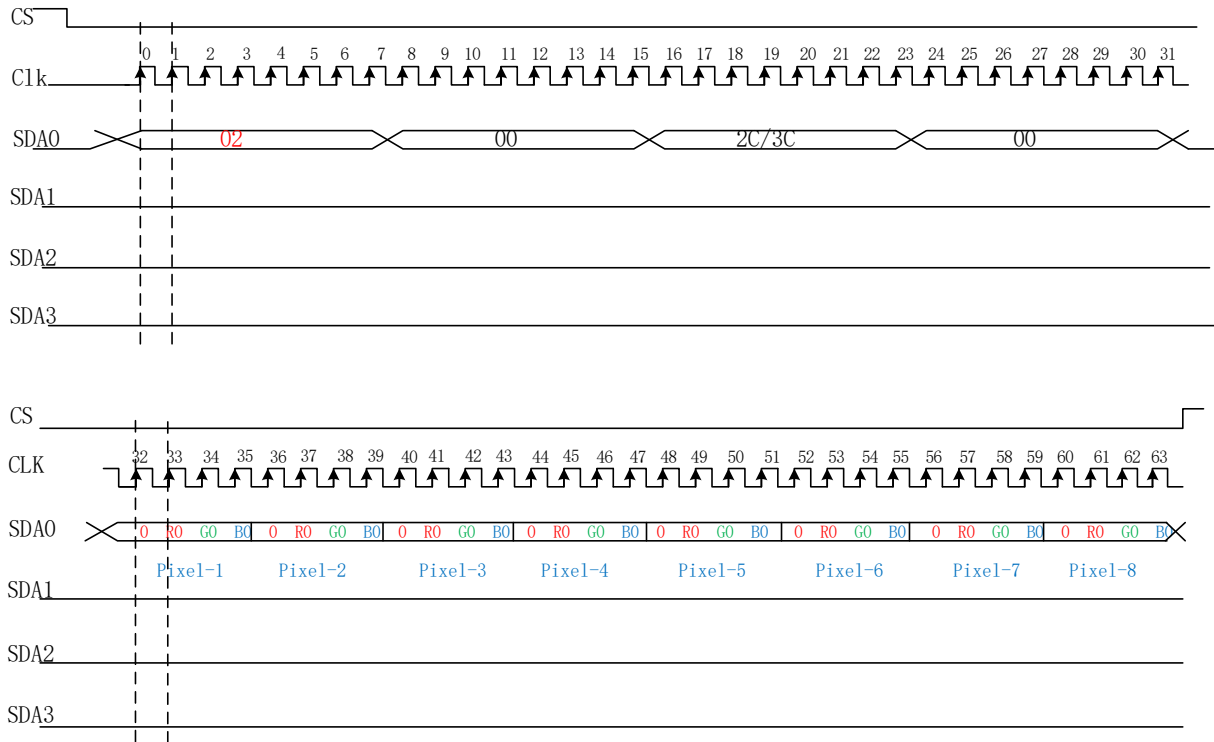 CS
0 1 2 3 4 5 6 7 8 9 10 11 12 13 14 15 16 17 18 19 20 21 22 23 24 25 26 27 28 29 30 31
Clk
SDA0 02 00 2C/3C 00
SDA1
SDA2
SDA3
CS
32 33 34 35 36 37 38 39 40 41 42 43 44 45 46 47 48 49 50 51 52 53 54 55 56 57 58 59 60 61 62 63
CLK
SDA0 0 R0 G0 B0 0 R0 G0 B0 0 R0 G0 B0 0 R0 G0 B0 0 R0 G0 B0 0 R0 G0 B0 0 R0 G0 B0 0 R0 G0 B0
Pixel-1 Pixel-2 Pixel-3 Pixel-4 Pixel-5 Pixel-6 Pixel-7 Pixel-8
SDA1
SDA2
SDA3